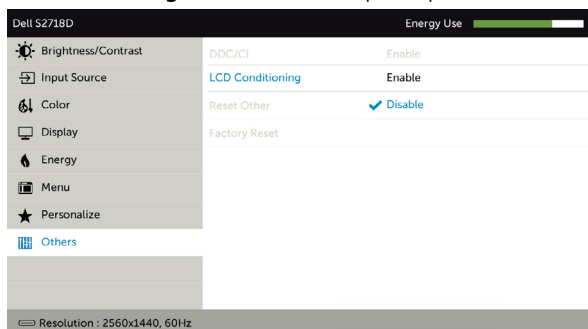 Dell S2718D Energy Use
Brightness/Contrast DDC/CI Enable
Input Source LCD Conditioning Enable
Color Reset Other Disable
Display Factory Reset
Energy
Menu
Personalize
Others
Resolution : 2560x1440, 60Hz